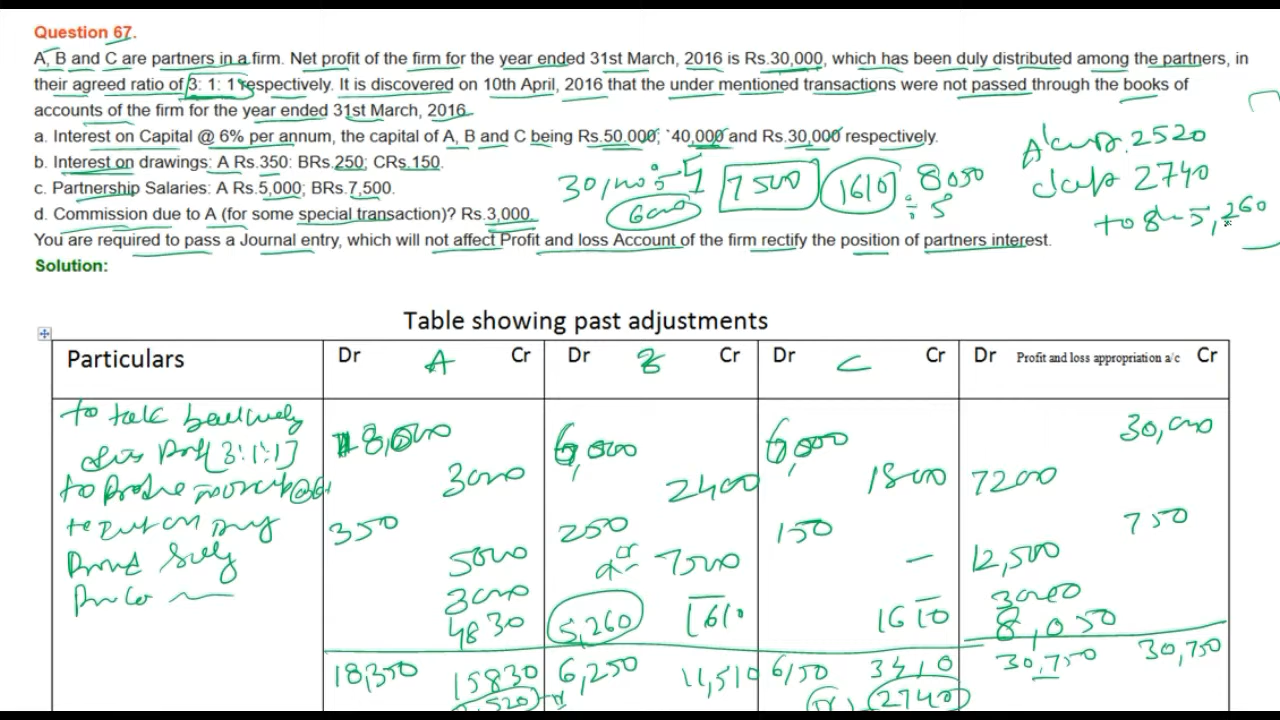 Question 67.
A, B and C are partners in a firm. Net profit of the firm for the year ended 31st March, 2016 is Rs.30,000, which has been duly distributed among the partners, in
their agreed ratio of 3: 1: 1 respectively. It is discovered on 10th April, 2016 that the under mentioned transactions were not passed through the books of
accounts of the firm for the year ended 31st March, 2016.
a. Interest on Capital @ 6% per annum, the capital of A, B and C being Rs.50,000; `40,000 and Rs.30,000 respectively.
b. Interest on drawings: A Rs.350: BRs.250; CRs.150.
c. Partnership Salaries: A Rs.5,000; BRs.7,500.
d. Commission due to A (for some special transaction)? Rs.3,000
You are required to pass a Journal entry, which will not affect Profit and loss Account of the firm rectify the position of partners interest.
Solution:
7500 1610 8050
÷ 5
6000
2520
2740
5,260
Table showing past adjustments
Particulars Dr A Cr Dr B Cr Dr C Cr Dr Profit and loss appropriation a/c Cr
18,000 6,000 6,000 30,000
[3:1:1]
3000 2400 1800 7200
350 250 150 750
5000 7500 – 12,500
3000 3000
4830 5,260 1610 1610 8,050
18,350 15830 6,250 11,510 6150 3410 30,750 30,750
2740